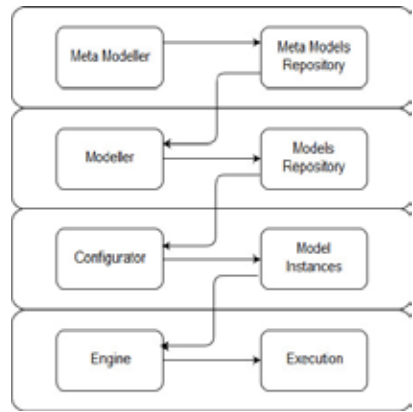 Meta Modeller
Meta Models
Repository
Modeller
Models
Repository
Configurator
Model
Instances
Engine
Execution